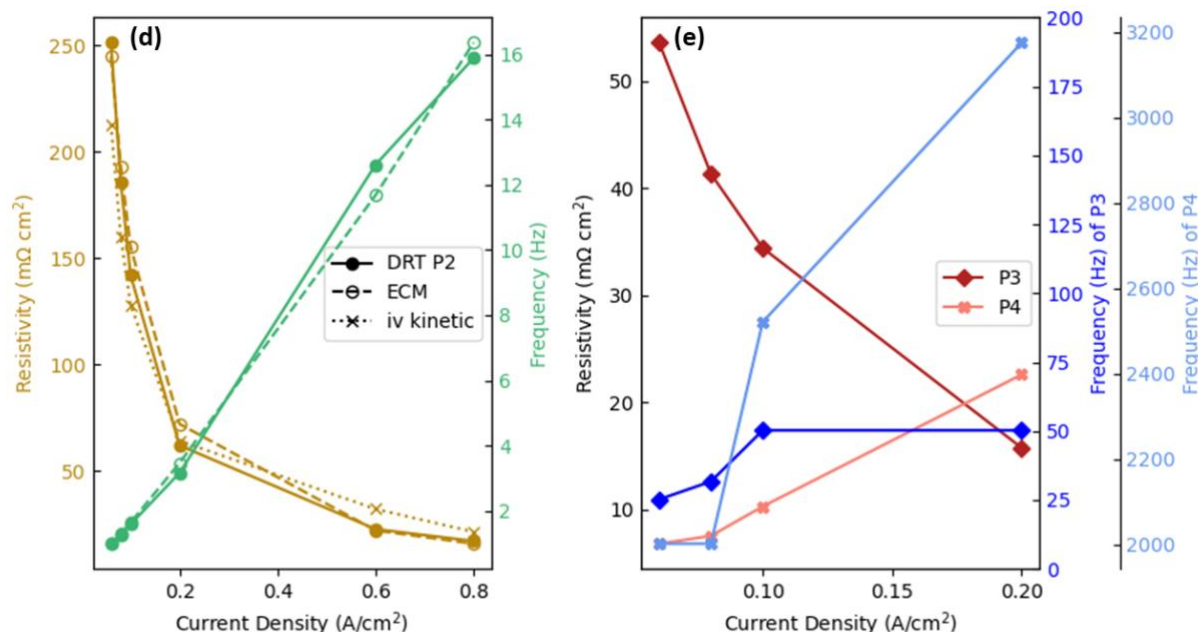 (d)
250
200
150
100
50
Resistivity (mΩ cm²)
16
14
12
10
8
6
4
2
Frequency (Hz)
DRT P2
ECM
iv kinetic
0.2
0.4
0.6
0.8
Current Density (A/cm²)
(e)
50
40
30
20
10
Resistivity (mΩ cm²)
200
175
150
125
100
75
50
25
0
Frequency (Hz) of P3
3200
3000
2800
2600
2400
2200
2000
Frequency (Hz) of P4
P3
P4
0.10
0.15
0.20
Current Density (A/cm²)